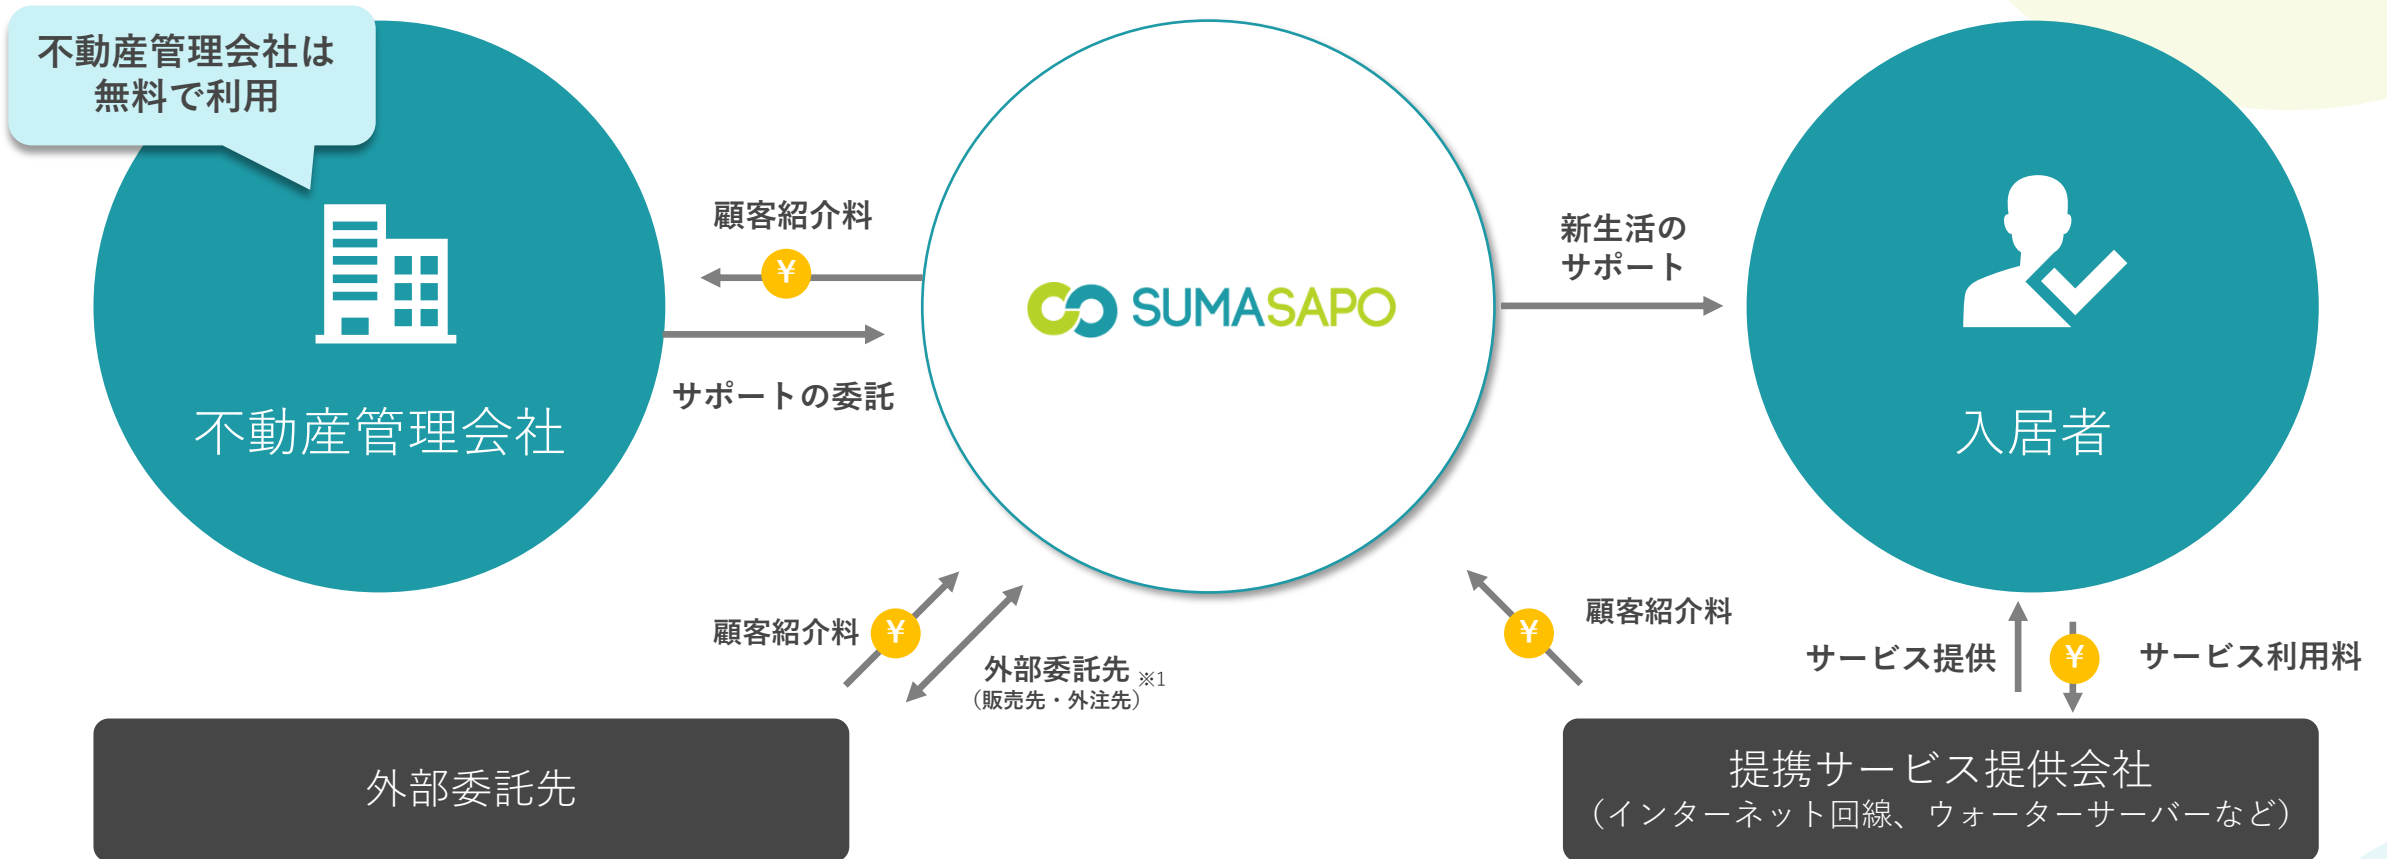 不動産管理会社は
無料で利用
不動産管理会社
顧客紹介料
¥
サポートの委託
SUMASAPO
新生活の
サポート
入居者
顧客紹介料
¥
外部委託先 ※1
（販売先・外注先）
¥
顧客紹介料
サービス提供
¥
サービス利用料
外部委託先
提携サービス提供会社
（インターネット回線、ウォーターサーバーなど）